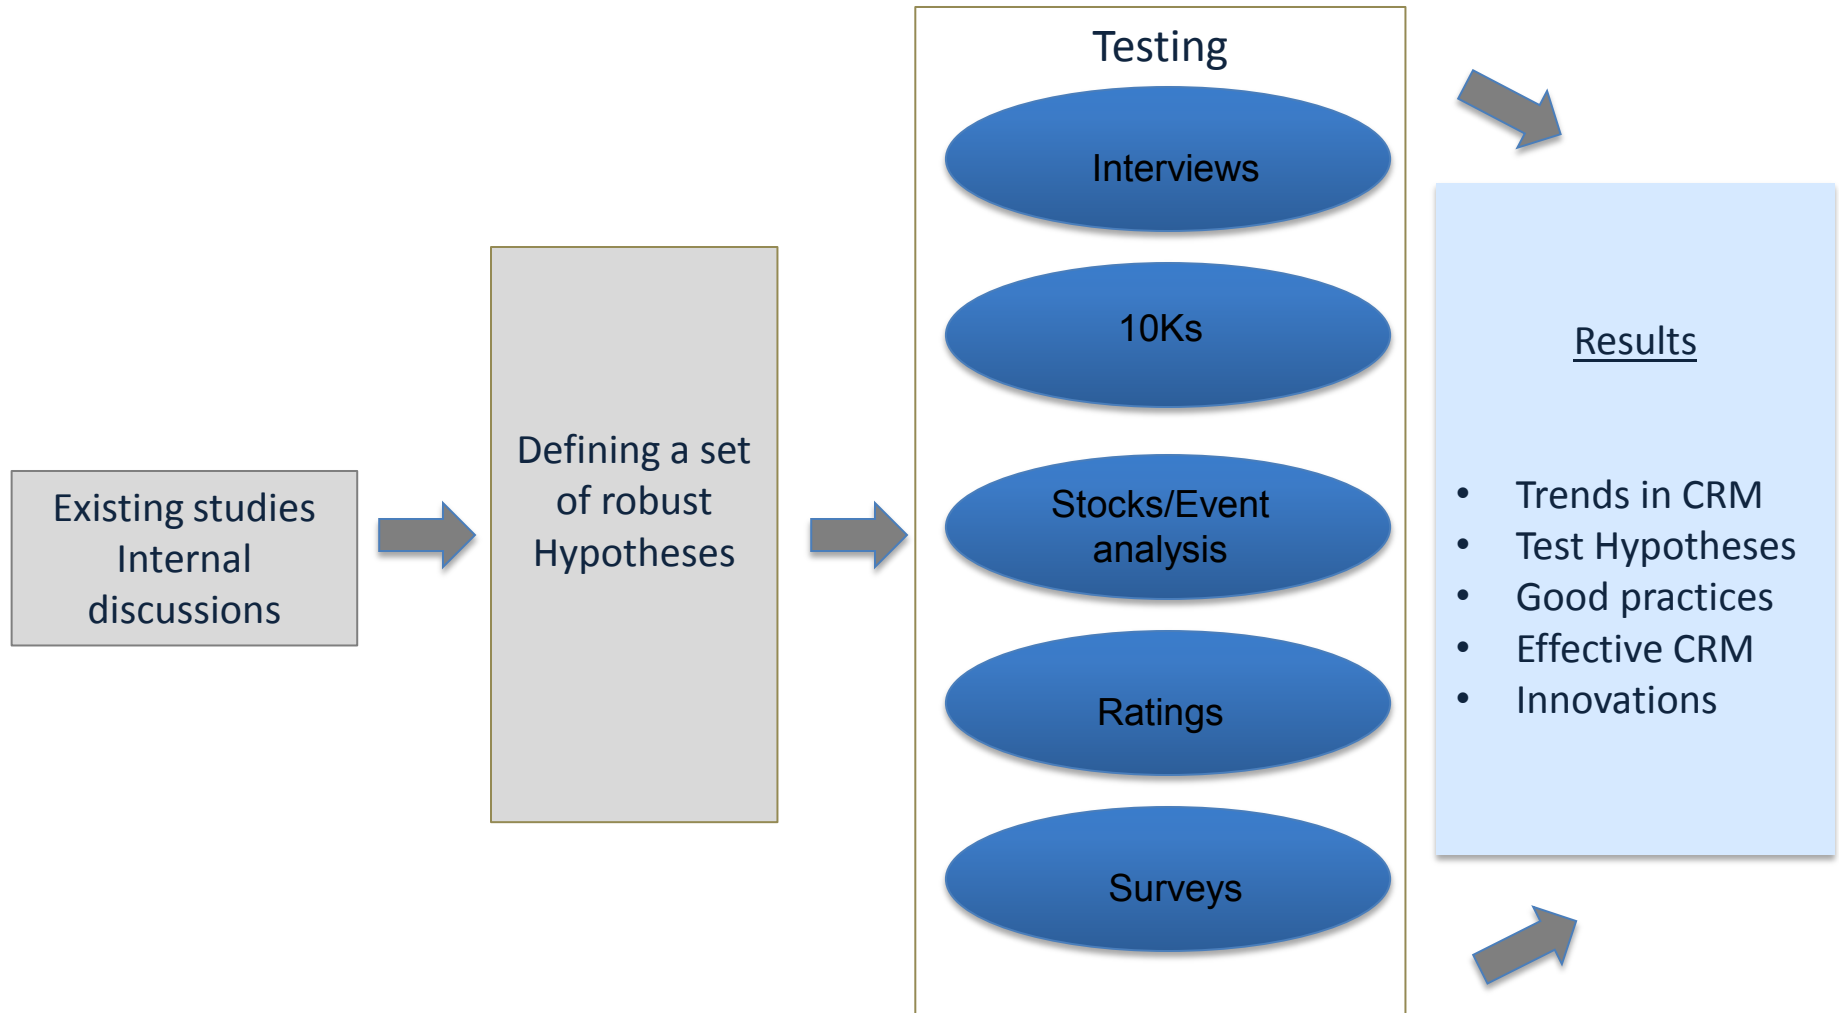 Existing studies
Internal
discussions
Defining a set
of robust
Hypotheses
Testing
Interviews
10Ks
Stocks/Event
analysis
Ratings
Surveys
Results
• Trends in CRM
• Test Hypotheses
• Good practices
• Effective CRM
• Innovations